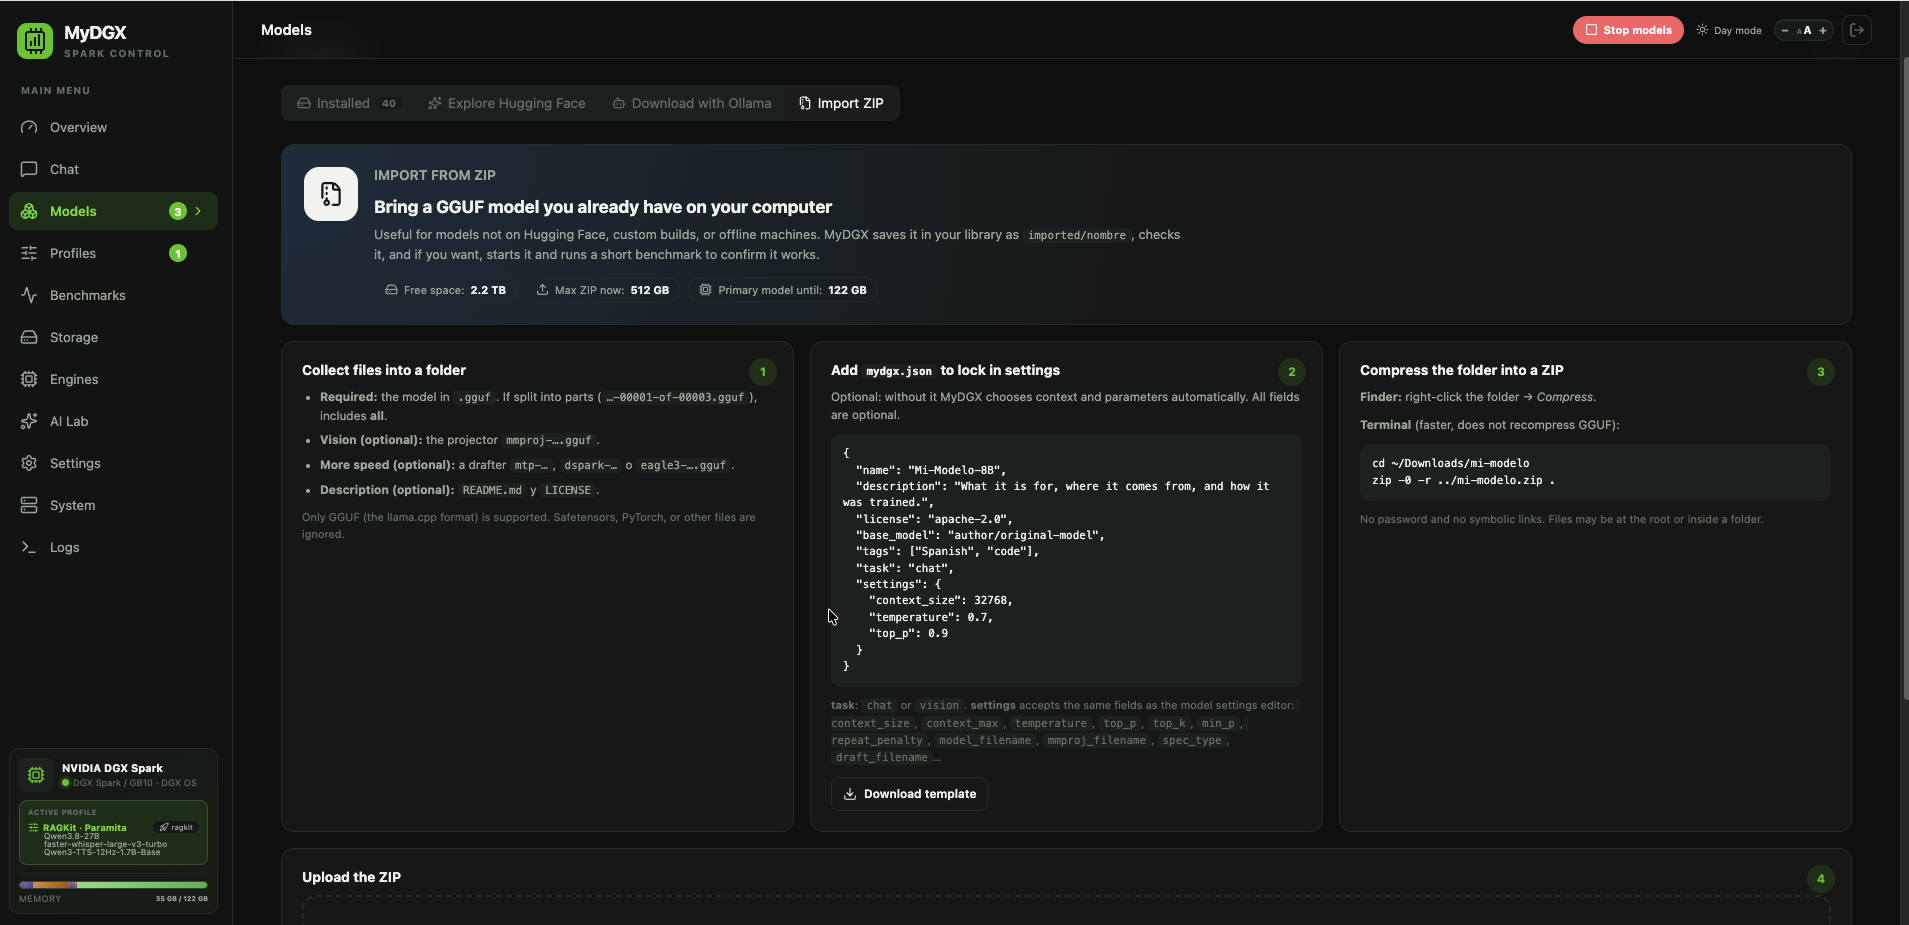 MyDGX
SPARK CONTROL
MAIN MENU
Overview
Chat
Models 3
Profiles 1
Benchmarks
Storage
Engines
AI Lab
Settings
System
Logs
NVIDIA DGX Spark
DGX Spark / GB10 · DGX OS
ACTIVE PROFILE
RAGKit · Paramita ragkit
Qwen3.8-27B
faster-whisper-large-v3-turbo
Qwen3-TTS-12Hz-1.7B-Base
MEMORY 35 GB / 122 GB
Models
Stop models Day mode − AA +
Installed 40 Explore Hugging Face Download with Ollama Import ZIP
IMPORT FROM ZIP
Bring a GGUF model you already have on your computer
Useful for models not on Hugging Face, custom builds, or offline machines. MyDGX saves it in your library as imported/nombre, checks
it, and if you want, starts it and runs a short benchmark to confirm it works.
Free space: 2.2 TB Max ZIP now: 512 GB Primary model until: 122 GB
Collect files into a folder 1
• Required: the model in .gguf. If split into parts (…-00001-of-00003.gguf),
includes all.
• Vision (optional): the projector mmproj-….gguf.
• More speed (optional): a drafter mtp-…, dspark-… o eagle3-….gguf.
• Description (optional): README.md y LICENSE.
Only GGUF (the llama.cpp format) is supported. Safetensors, PyTorch, or other files are
ignored.
Add mydgx.json to lock in settings 2
Optional: without it MyDGX chooses context and parameters automatically. All fields
are optional.
{
"name": "Mi-Modelo-8B",
"description": "What it is for, where it comes from, and how it
was trained.",
"license": "apache-2.0",
"base_model": "author/original-model",
"tags": ["Spanish", "code"],
"task": "chat",
"settings": {
"context_size": 32768,
"temperature": 0.7,
"top_p": 0.9
}
}
task: chat or vision. settings accepts the same fields as the model settings editor:
context_size, context_max, temperature, top_p, top_k, min_p,
repeat_penalty, model_filename, mmproj_filename, spec_type,
draft_filename…
Download template
Compress the folder into a ZIP 3
Finder: right-click the folder → Compress.
Terminal (faster, does not recompress GGUF):
cd ~/Downloads/mi-modelo
zip -0 -r ../mi-modelo.zip .
No password and no symbolic links. Files may be at the root or inside a folder.
Upload the ZIP 4